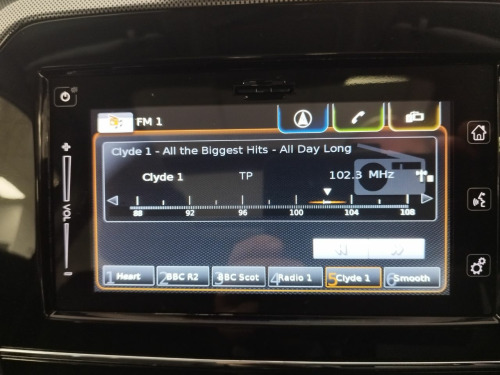 FM 1
Clyde 1 - All the Biggest Hits - All Day Long
Clyde 1 TP 102.3 MHz
88 92 96 100 104 108
VOL
1 Heart 2 BBC R2 3 BBC Scot 4 Radio 1 5 Clyde 1 6 Smooth